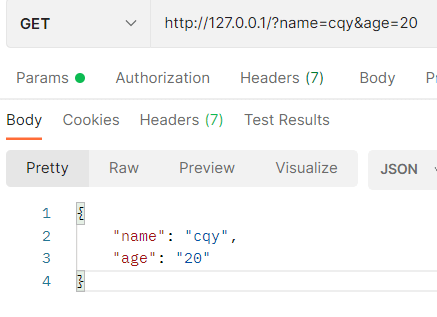 GET http://127.0.0.1/?name=cqy&age=20
Params Authorization Headers (7) Body
Body Cookies Headers (7) Test Results
Pretty Raw Preview Visualize JSON
1 {
2 "name": "cqy",
3 "age": "20"
4 }